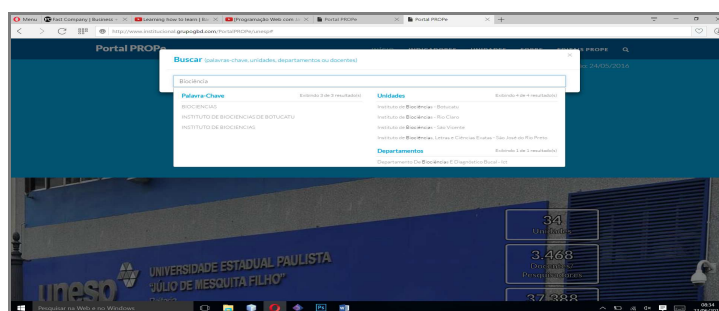 Menu
Fast Company | Business +
Learning how to learn | Bo
(Programação Web com Ja
Portal PROPe
Portal PROPe
http://www.institucional.grupogbd.com/PortalPROPe/unesp#
Portal PROPe
24/05/2016
Buscar (palavras-chave, unidades, departamentos ou docentes)
Biociência
Palavra-Chave
Exibindo 3 de 3 resultado(s)
BIOCIENCIAS
INSTITUTO DE BIOCIENCIAS DE BOTUCATU
INSTITUTO DE BIOCIENCIAS
Unidades
Exibindo 4 de 4 resultado(s)
Instituto de Biociências - Botucatu
Instituto de Biociências - Rio Claro
Instituto de Biociências - São Vicente
Instituto de Biociências, Letras e Ciências Exatas - São José do Rio Preto
Departamentos
Exibindo 1 de 1 resultado(s)
Departamento De Biociências E Diagnóstico Bucal - Ict
34
Unidades
3.468
Pesquisadores
37.388
unesp
UNIVERSIDADE ESTADUAL PAULISTA
"JÚLIO DE MESQUITA FILHO"
Pesquisar na Web e no Windows
08:34